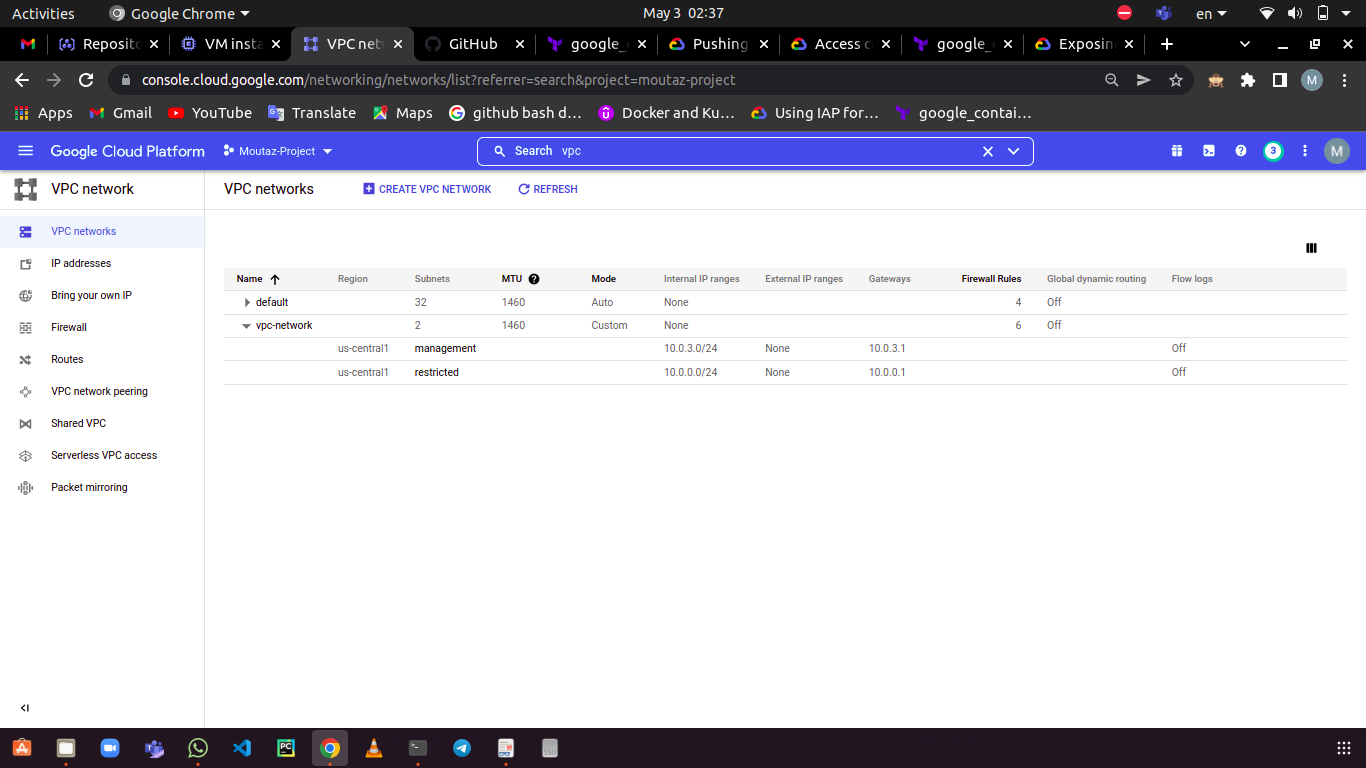 Activities Google Chrome May 3 02:37 en
Reposito VM insta VPC net GitHub google_c Pushing Access c google_ Exposin
console.cloud.google.com/networking/networks/list?referrer=search&project=moutaz-project M
Apps Gmail YouTube Translate Maps github bash d… Docker and Ku… Using IAP for… google_contai…
Google Cloud Platform Moutaz-Project Search vpc 3 M
VPC network VPC networks CREATE VPC NETWORK REFRESH
VPC networks
IP addresses
Bring your own IP
Firewall
Routes
VPC network peering
Shared VPC
Serverless VPC access
Packet mirroring
Name Region Subnets MTU Mode Internal IP ranges External IP ranges Gateways Firewall Rules Global dynamic routing Flow logs
default 32 1460 Auto None 4 Off
vpc-network 2 1460 Custom None 6 Off
us-central1 management 10.0.3.0/24 None 10.0.3.1 Off
us-central1 restricted 10.0.0.0/24 None 10.0.0.1 Off